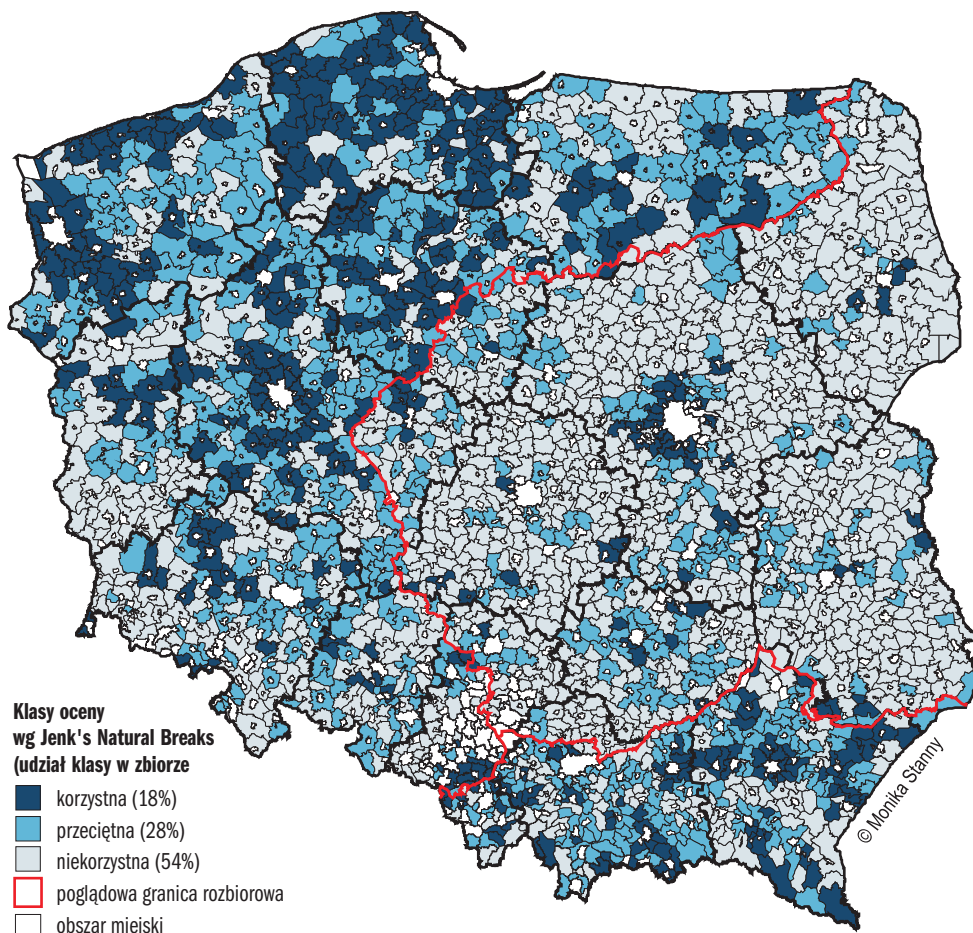 Klasy oceny
wg Jenk's Natural Breaks
(udział klasy w zbiorze
korzystna (18%)
przeciętna (28%)
niekorzystna (54%)
poglądowa granica rozbiorowa
obszar miejski
© Monika Stanny